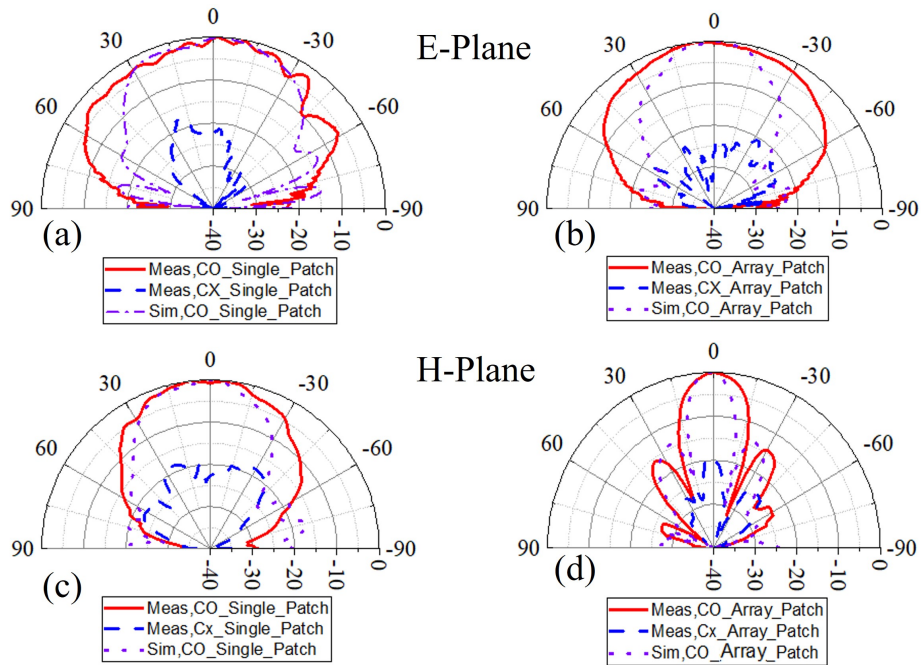 E-Plane
0
30
-30
60
-60
90
-90
40
30
20
10
0
(a)
Meas,CO_Single_Patch
Meas,CX_Single_Patch
Sim,CO_Single_Patch
0
30
-30
60
-60
90
-90
40
30
20
10
0
(b)
Meas,CO_Array_Patch
Meas,CX_Array_Patch
Sim,CO_Array_Patch
H-Plane
0
30
-30
60
-60
90
-90
40
30
20
10
0
(c)
Meas,CO_Single_Patch
Meas,Cx_Single_Patch
Sim,CO_Single_Patch
0
30
-30
60
-60
90
-90
40
30
20
10
0
(d)
Meas,CO_Array_Patch
Meas,Cx_Array_Patch
Sim,CO_Array_Patch